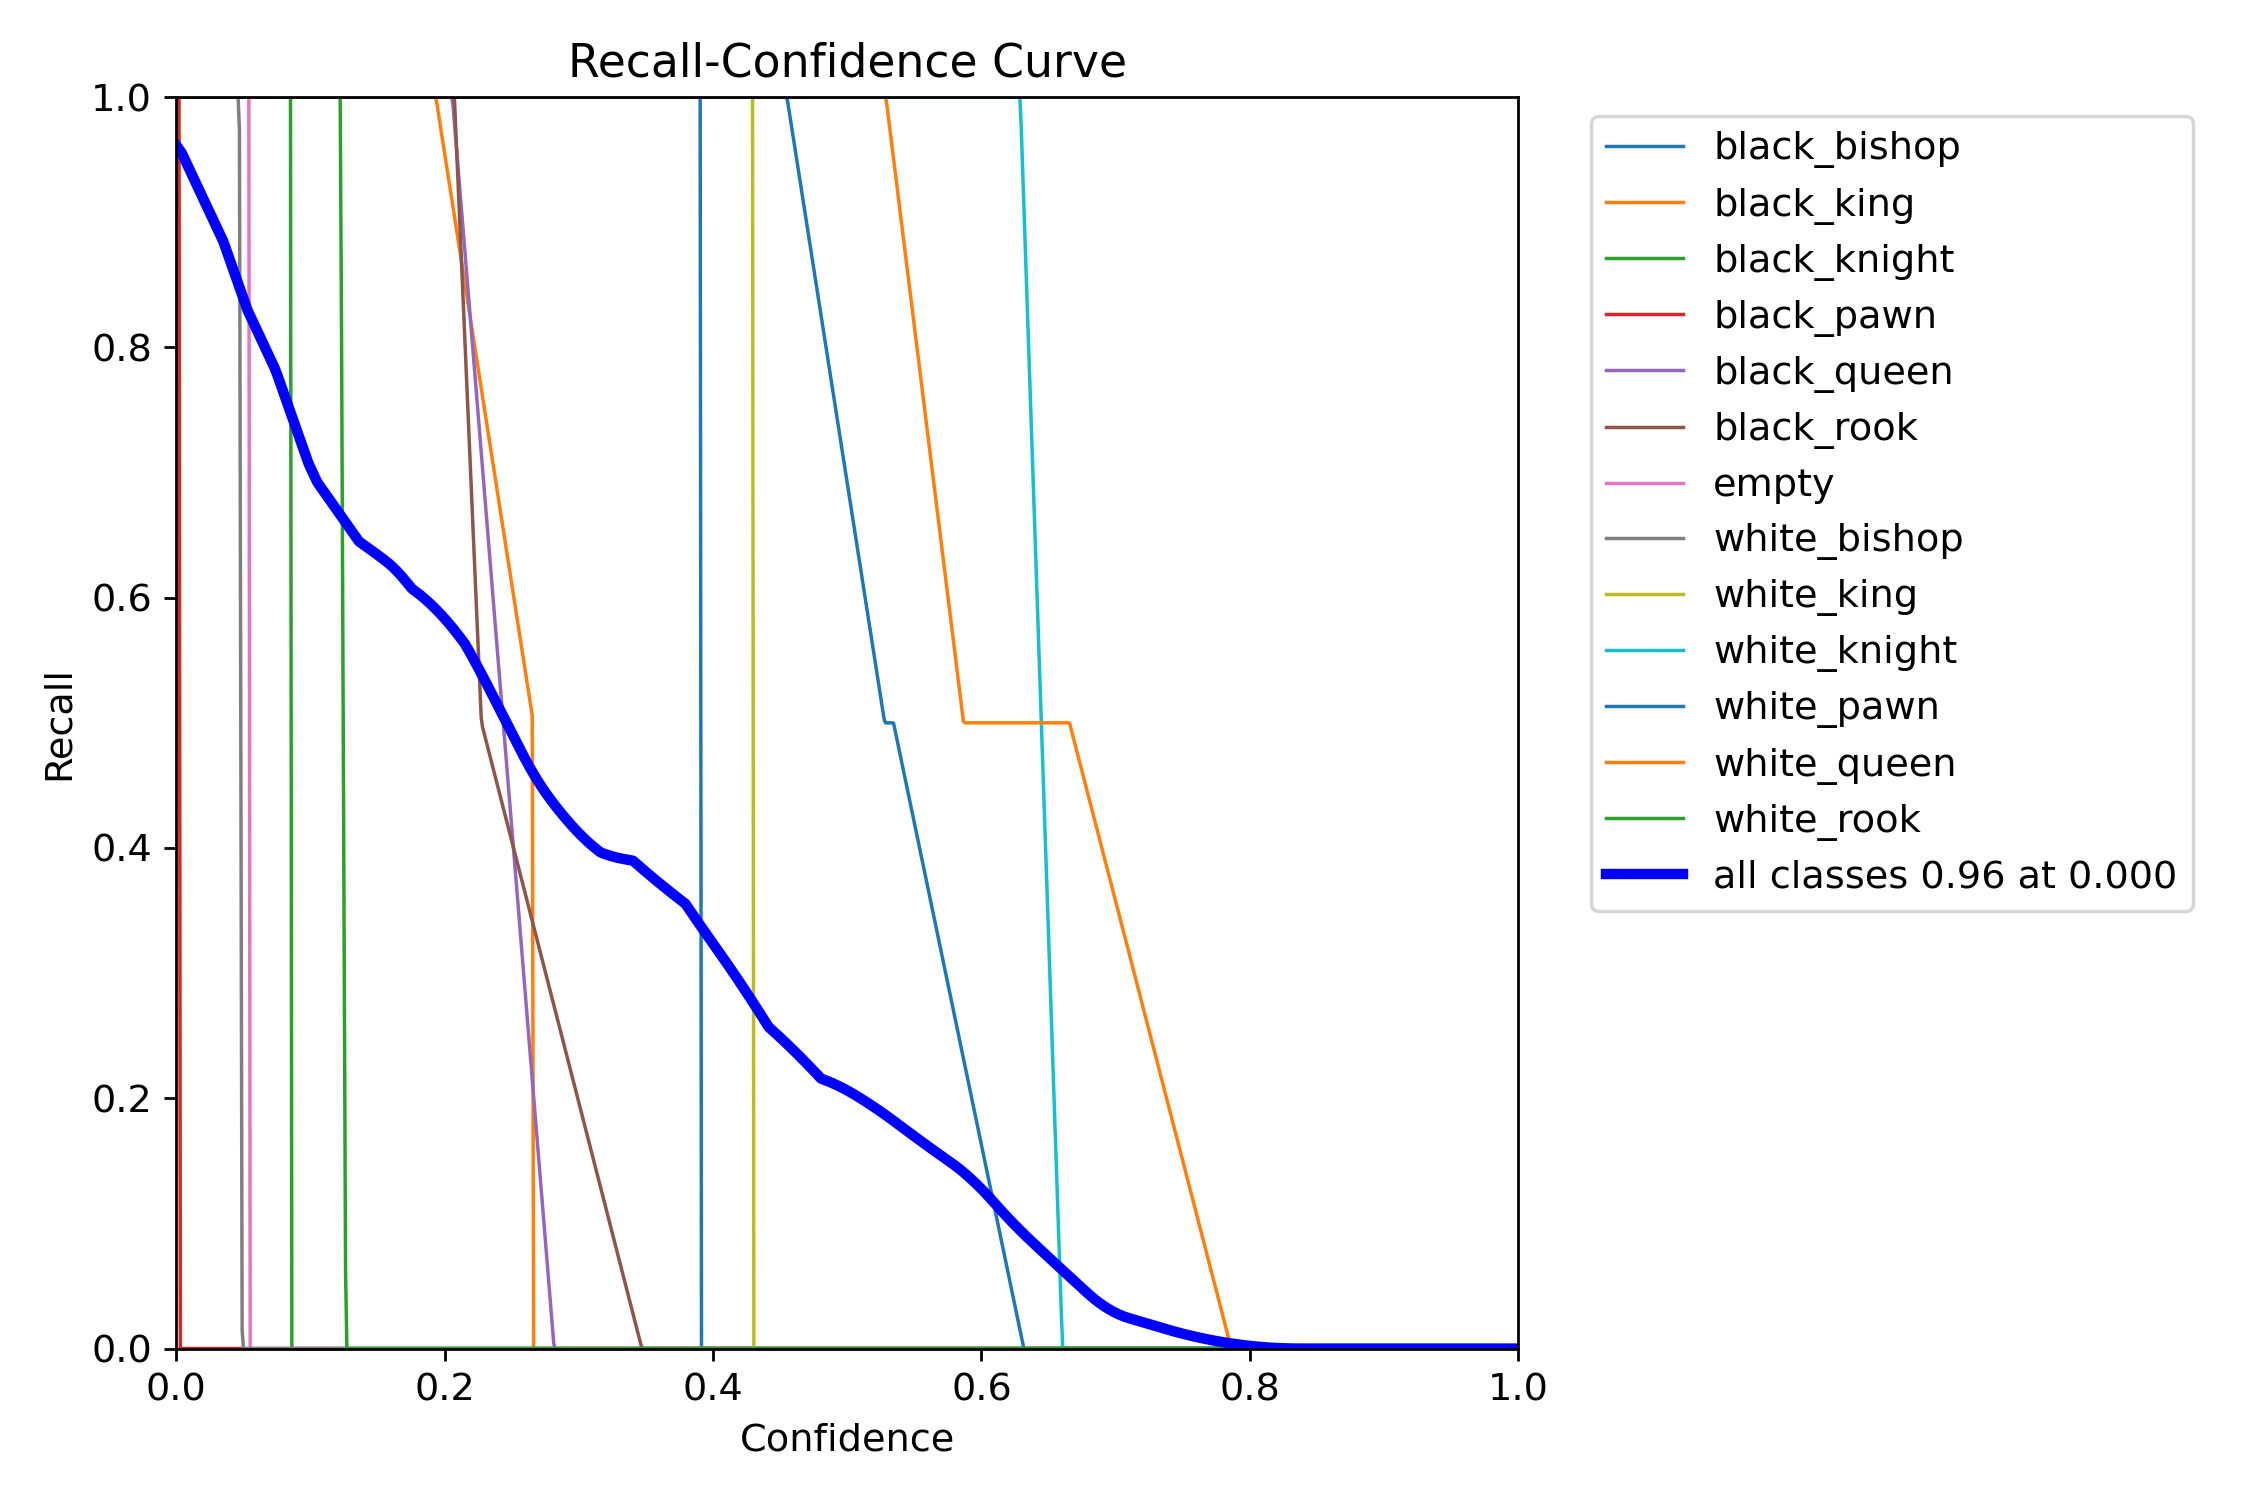 Recall-Confidence Curve
1.0
0.8
0.6
0.4
0.2
0.0
Recall
0.0 0.2 0.4 0.6 0.8 1.0
Confidence
black_bishop
black_king
black_knight
black_pawn
black_queen
black_rook
empty
white_bishop
white_king
white_knight
white_pawn
white_queen
white_rook
all classes 0.96 at 0.000